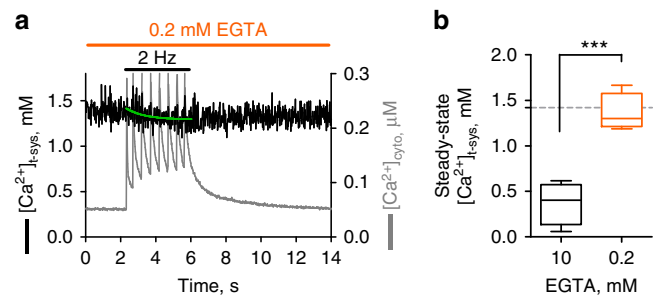 a
0.2 mM EGTA
2 Hz
[Ca²⁺]t-sys, mM
1.5
1.0
0.5
0.0
0.3
0.2
0.1
0.0
[Ca²⁺]cyto, μM
0 2 4 6 8 10 12 14
Time, s
b
***
Steady-state
[Ca²⁺]t-sys, mM
2.0
1.5
1.0
0.5
0.0
10 0.2
EGTA, mM